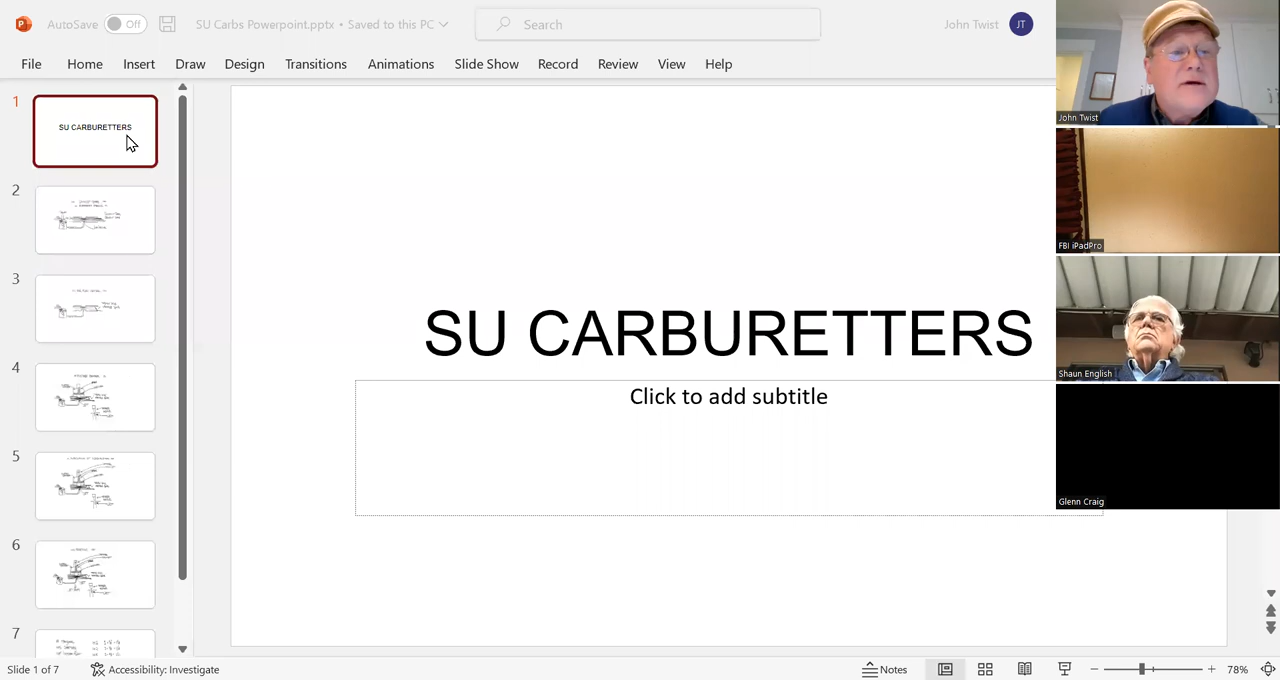 AutoSave
Off
SU Carbs Powerpoint.pptx • Saved to this PC
Search
John Twist
JT
File
Home
Insert
Draw
Design
Transitions
Animations
Slide Show
Record
Review
View
Help
1
SU CARBURETTERS
2
3
4
5
6
7
SU CARBURETTERS
Click to add subtitle
John Twist
FBI iPadPro
Shaun English
Glenn Craig
Slide 1 of 7
Accessibility: Investigate
Notes
78%